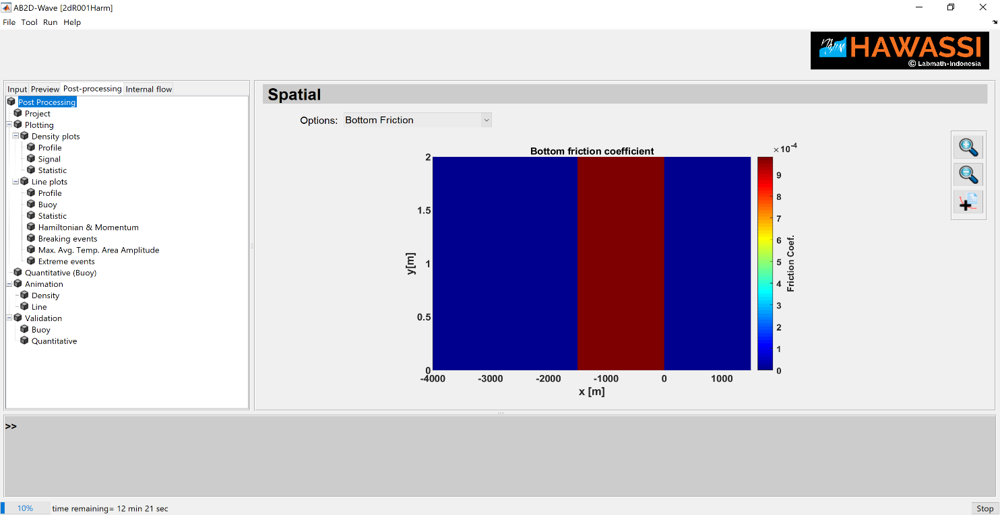 AB2D-Wave [2dR001Harm]
File Tool Run Help
HAWASSI
© Labmath-Indonesia
Input Preview Post-processing Internal flow
Post Processing
Project
Plotting
Density plots
Profile
Signal
Statistic
Line plots
Profile
Buoy
Statistic
Hamiltonian & Momentum
Breaking events
Max. Avg. Temp. Area Amplitude
Extreme events
Quantitative (Buoy)
Animation
Density
Line
Validation
Buoy
Quantitative
Spatial
Options: Bottom Friction
Bottom friction coefficient
×10⁻⁴
2
1.5
1
0.5
0
y[m]
-4000 -3000 -2000 -1000 0 1000
x [m]
9
8
7
6
5
4
3
2
1
0
Friction Coef.
>>
10% time remaining= 12 min 21 sec
Stop